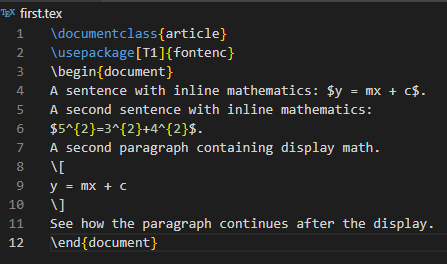 TEX first.tex
1 \documentclass{article}
2 \usepackage[T1]{fontenc}
3 \begin{document}
4 A sentence with inline mathematics: $y = mx + c$.
5 A second sentence with inline mathematics:
6 $5^{2}=3^{2}+4^{2}$.
7 A second paragraph containing display math.
8 \[
9 y = mx + c
10 \]
11 See how the paragraph continues after the display.
12 \end{document}